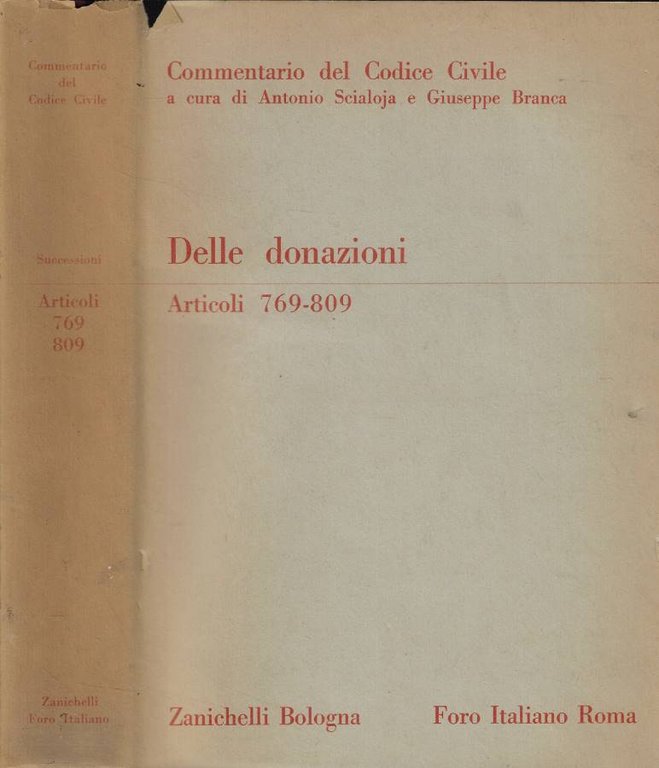 Commentario
del
Codice Civile
Successioni
Articoli
769
809
Zanichelli
Foro Italiano
Commentario del Codice Civile
a cura di Antonio Scialoja e Giuseppe Branca
Delle donazioni
Articoli 769-809
Zanichelli Bologna
Foro Italiano Roma